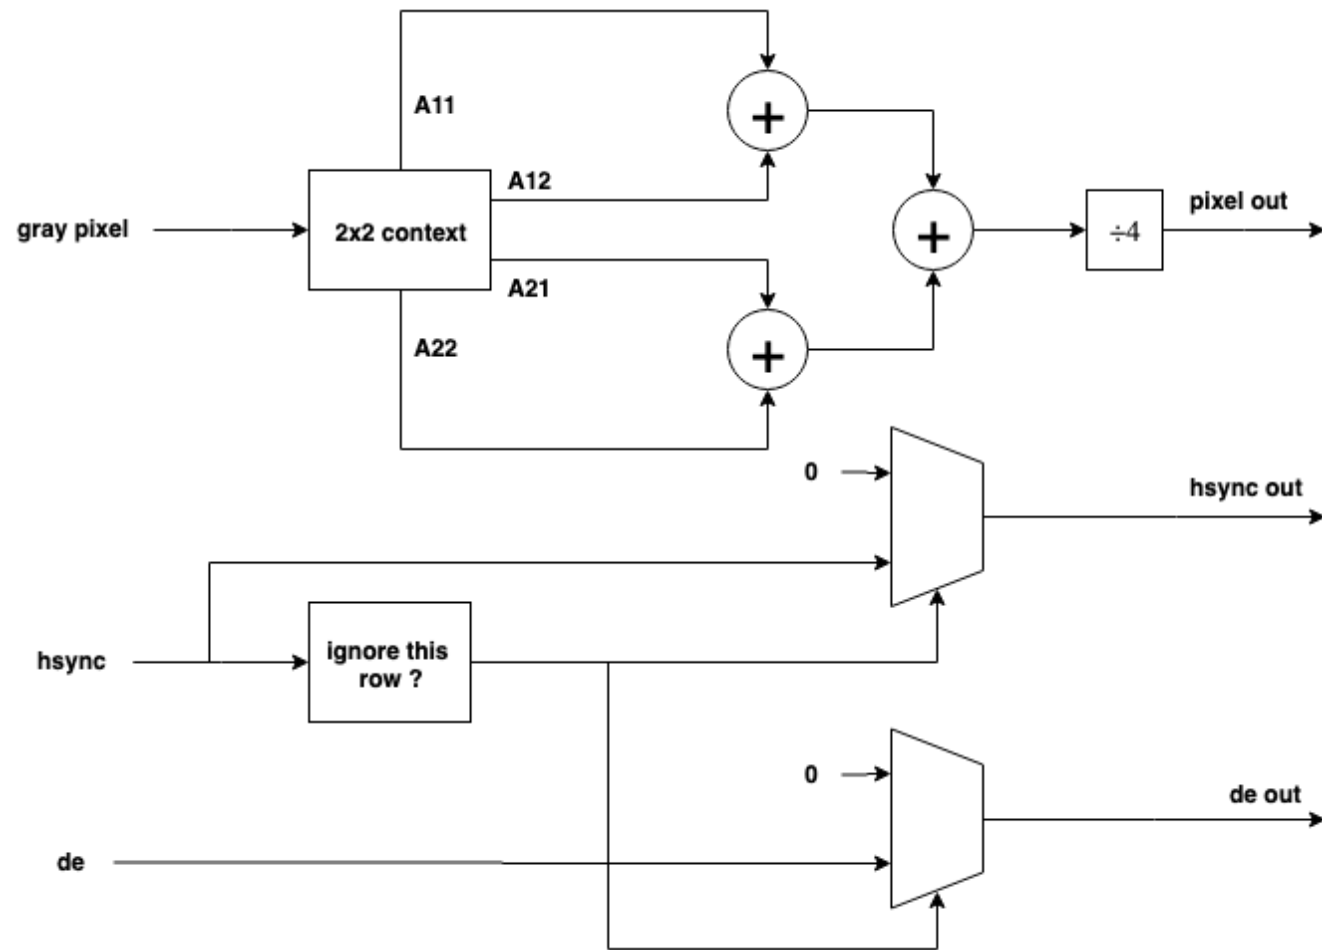 A11
+
A12
gray pixel
2x2 context
+
÷4
pixel out
A21
A22
+
0
hsync out
hsync
ignore this
row ?
0
de out
de